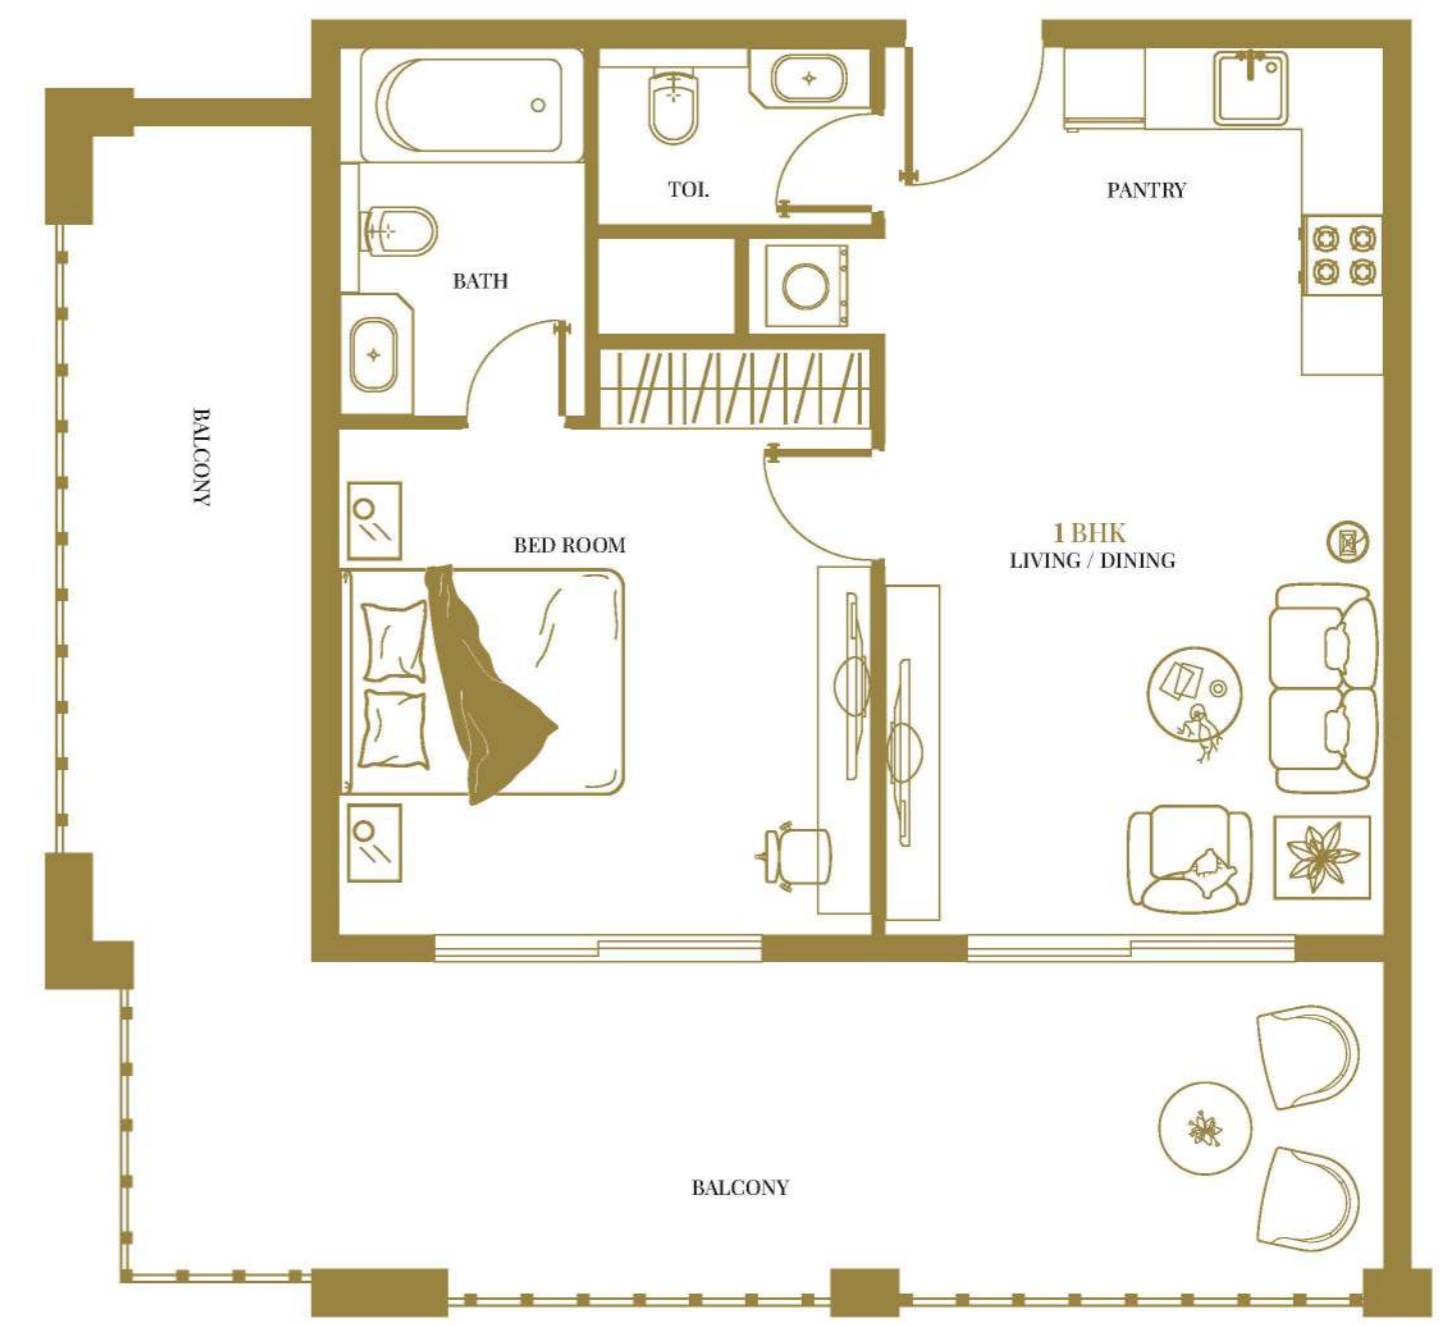 TOI.
PANTRY
BATH
BALCONY
BED ROOM
1 BHK
LIVING / DINING
BALCONY